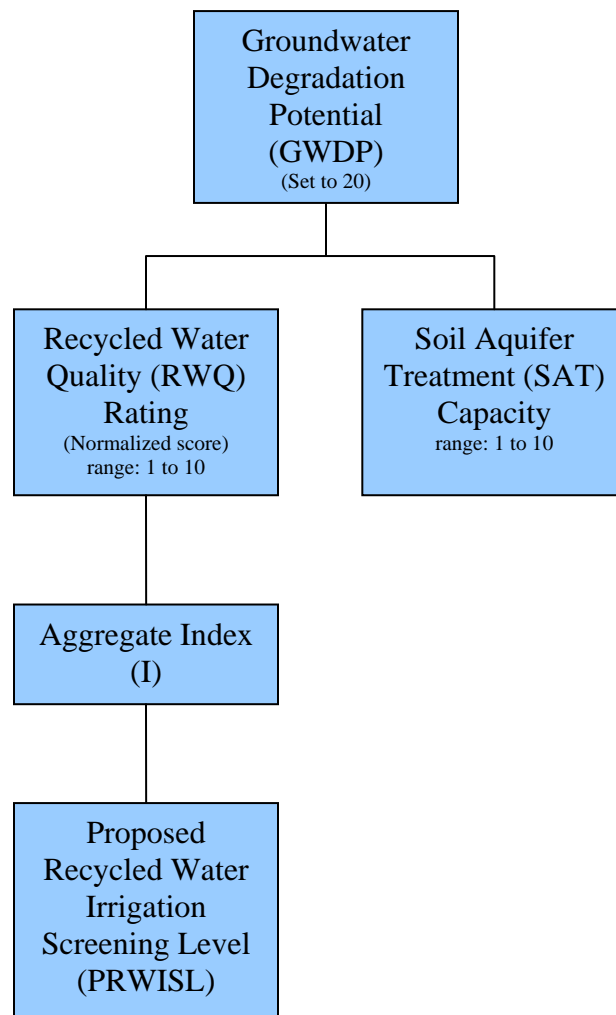 Groundwater
Degradation
Potential
(GWDP)
(Set to 20)
Recycled Water
Quality (RWQ)
Rating
(Normalized score)
range: 1 to 10
Soil Aquifer
Treatment (SAT)
Capacity
range: 1 to 10
Aggregate Index
(I)
Proposed
Recycled Water
Irrigation
Screening Level
(PRWISL)